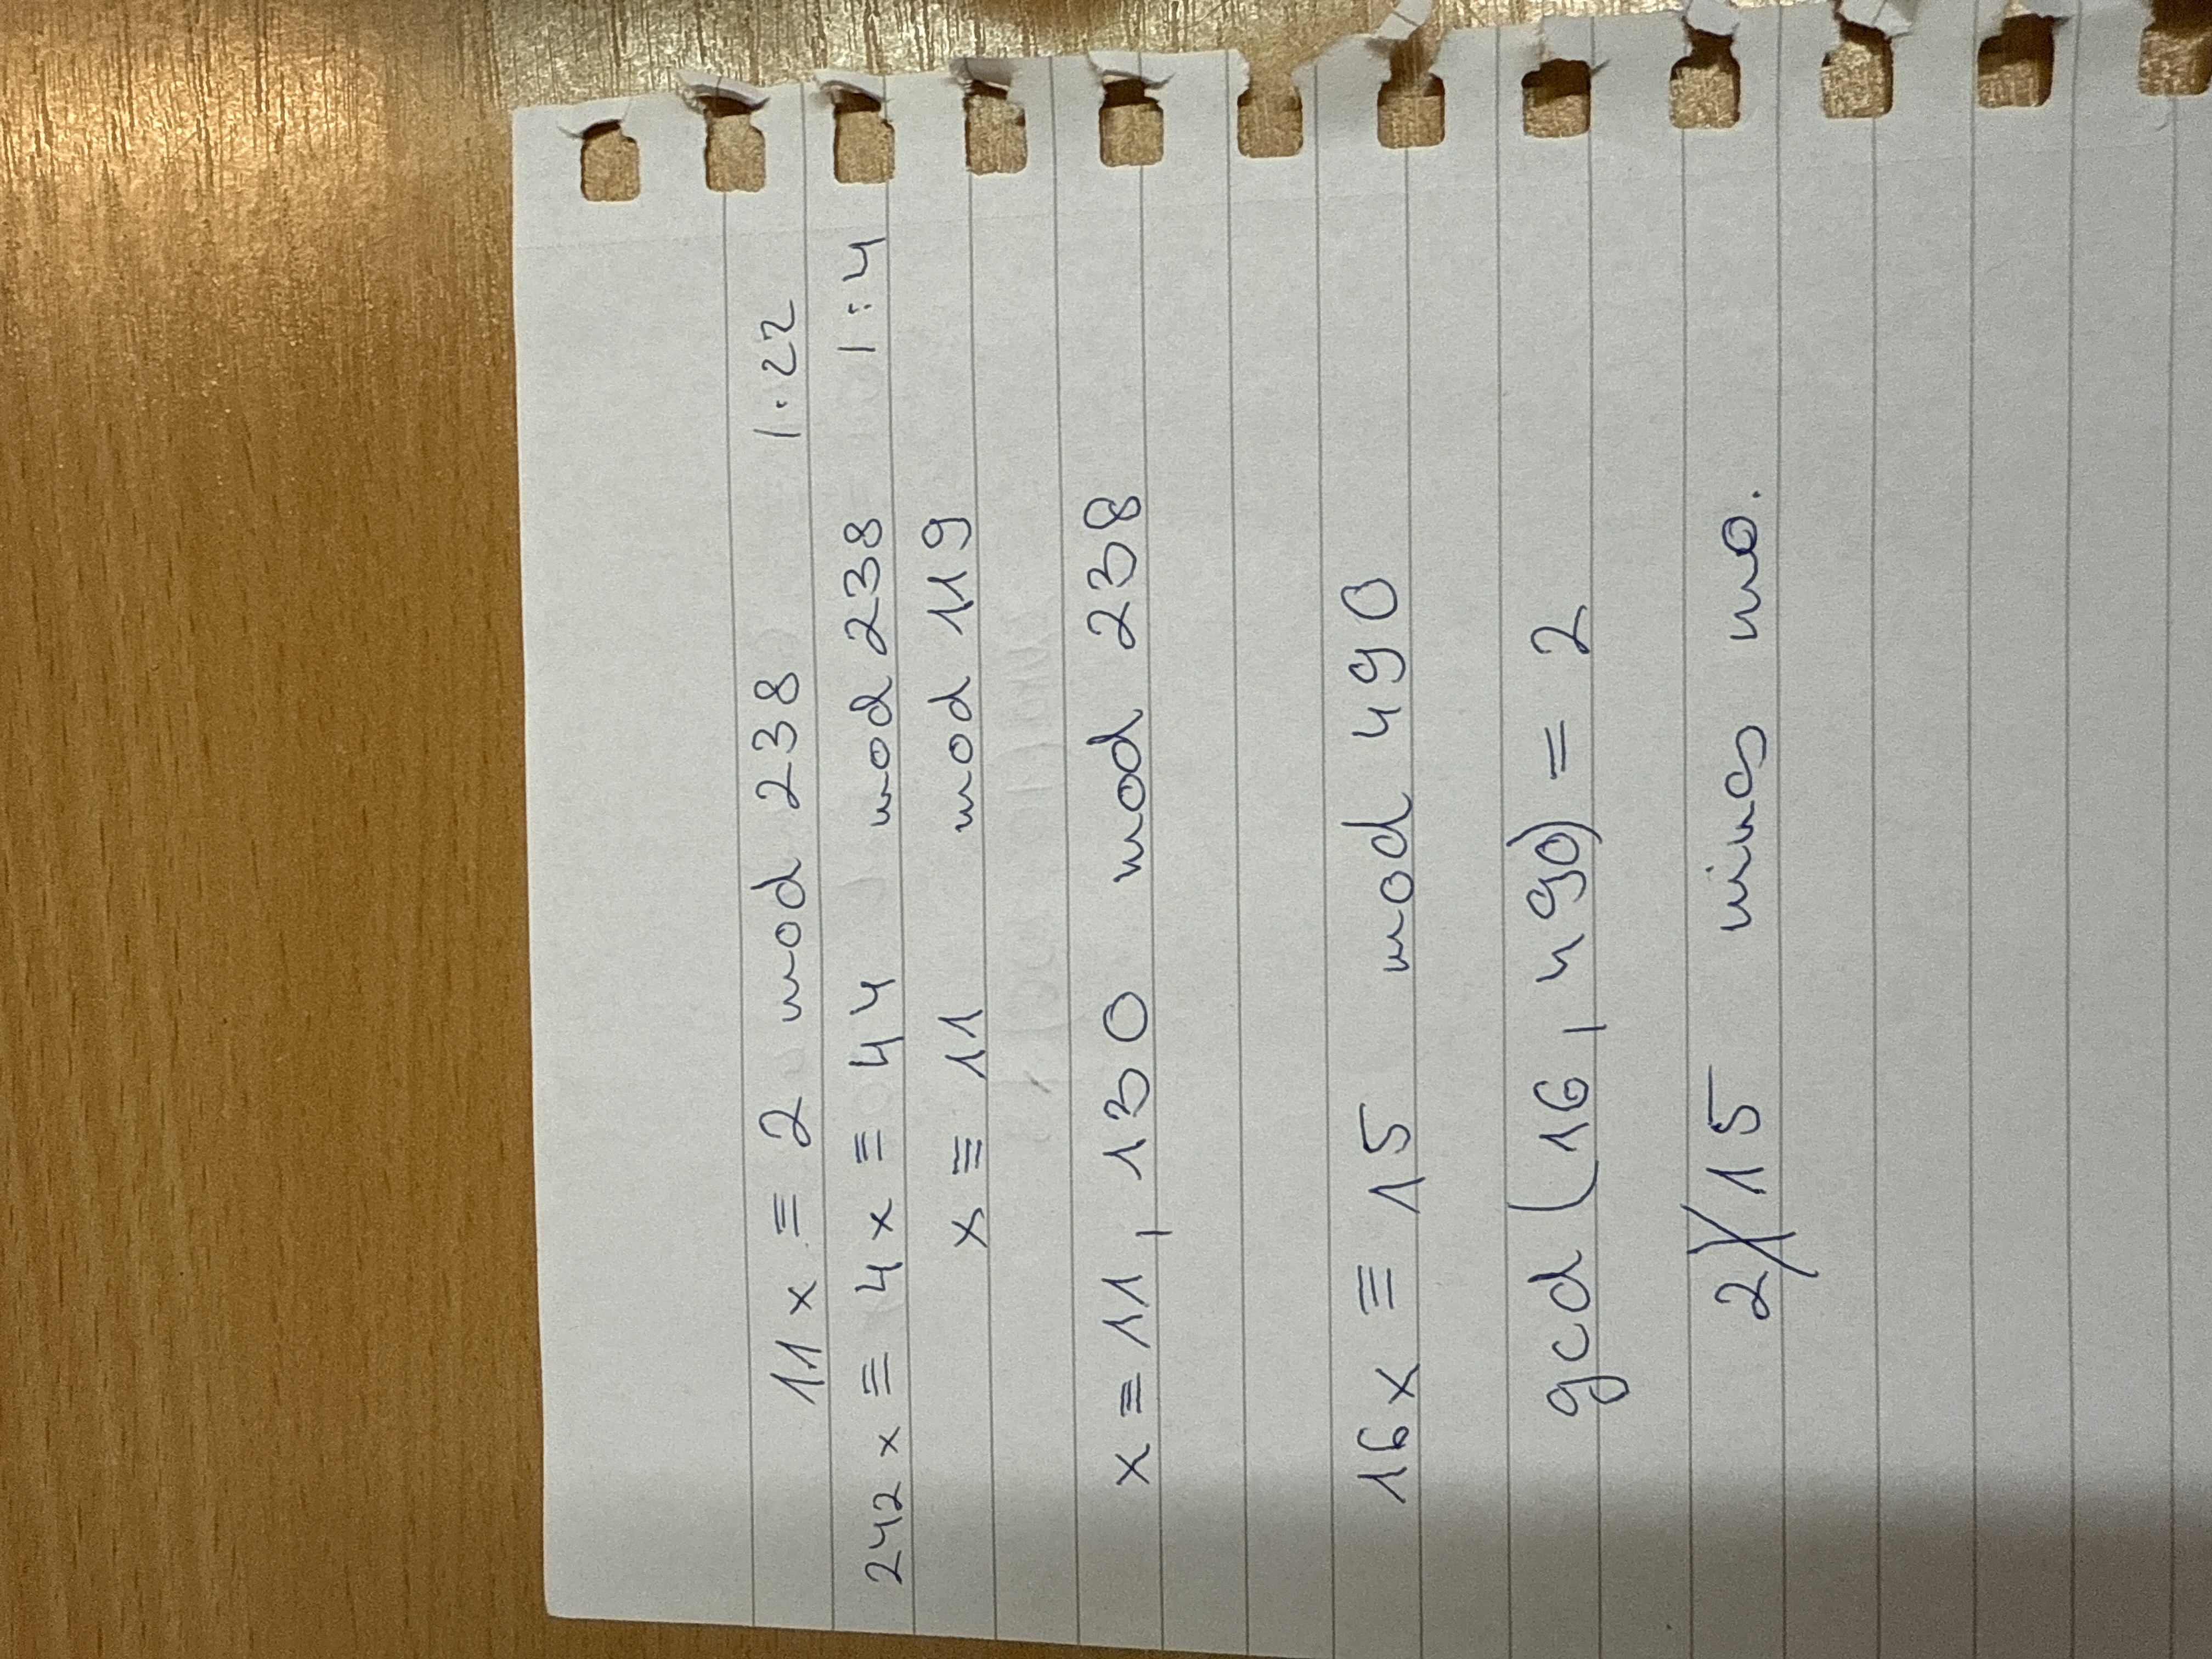 11x ≡ 2 mod 238 |·22
242x ≡ 4x ≡ 44 mod 238 |:4
x ≡ 11 mod 119
x ≡ 11, 130 mod 238
16x ≡ 15 mod 490
gcd(16, 490) = 2
2∤15 nincs mo.